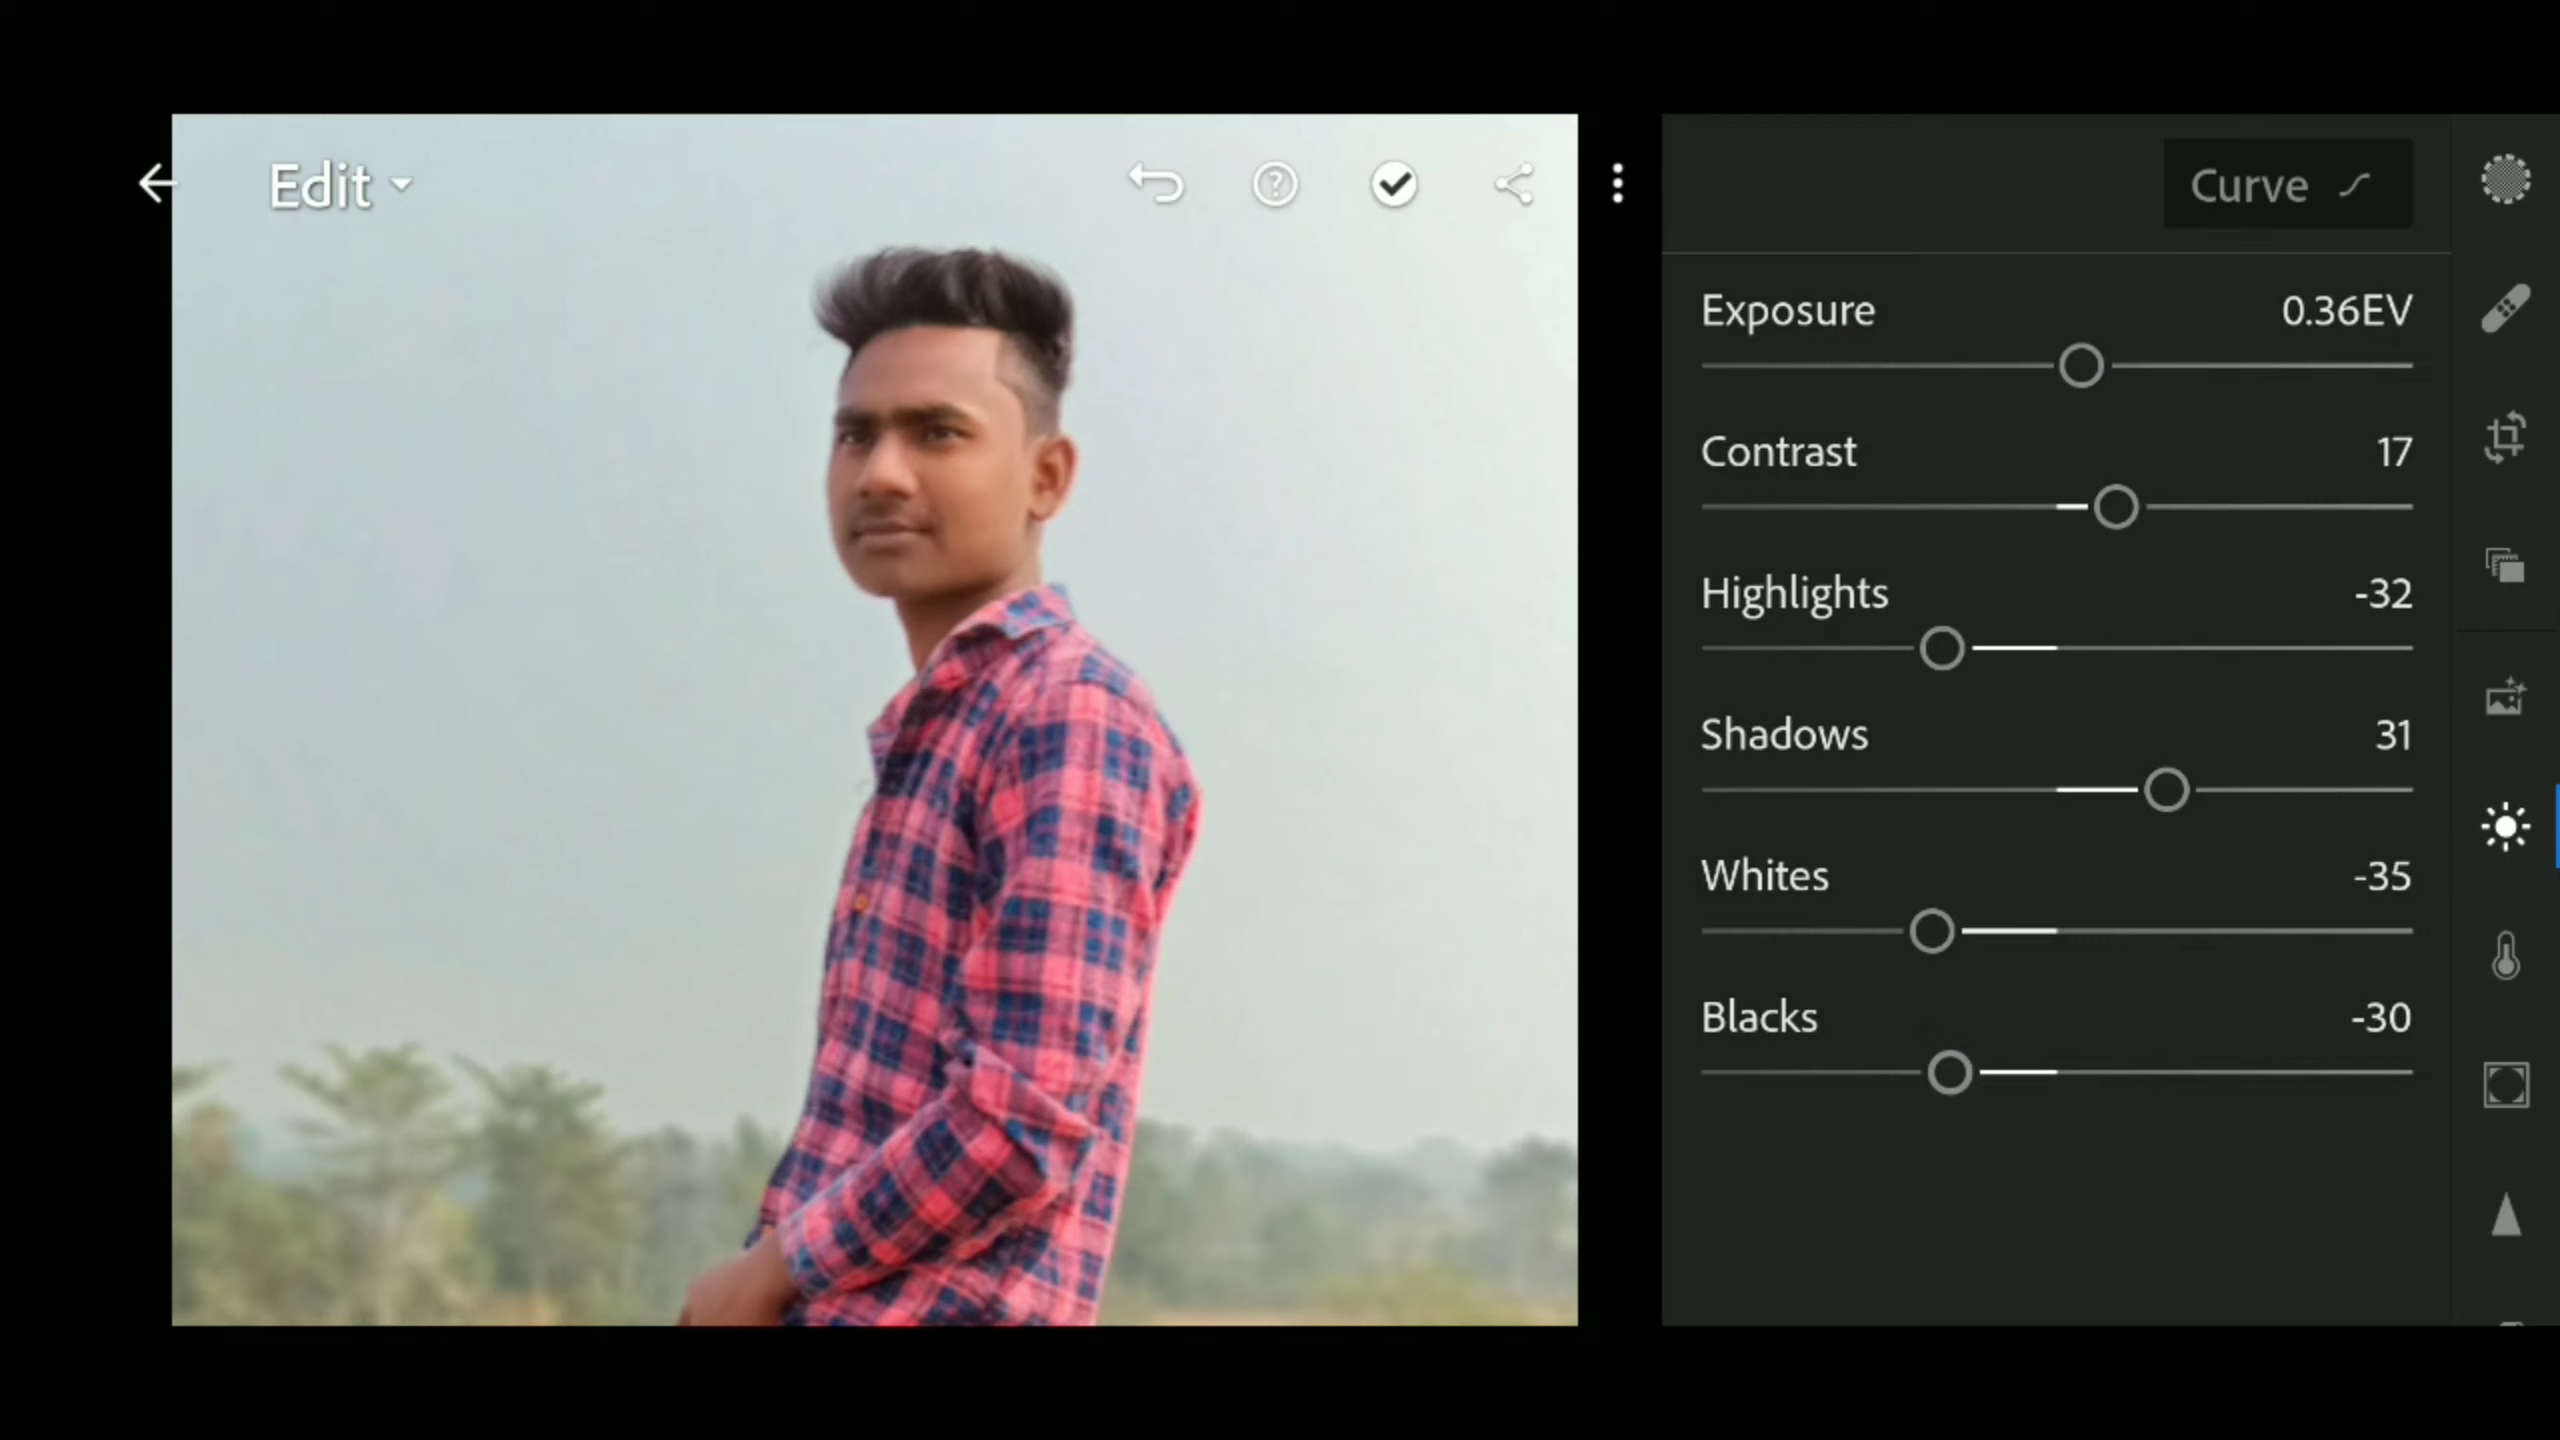 Edit
Curve
Exposure 0.36EV
Contrast 17
Highlights -32
Shadows 31
Whites -35
Blacks -30